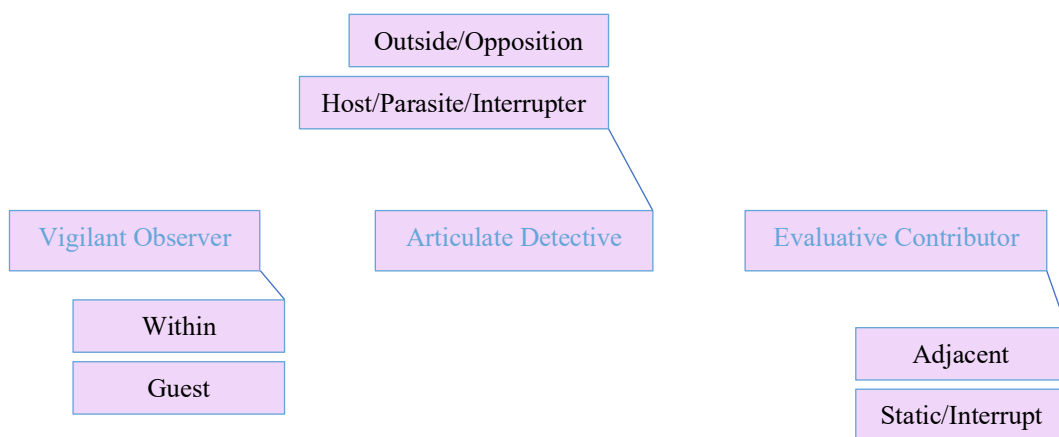 Outside/Opposition
Host/Parasite/Interrupter
Vigilant Observer
Articulate Detective
Evaluative Contributor
Within
Guest
Adjacent
Static/Interrupt